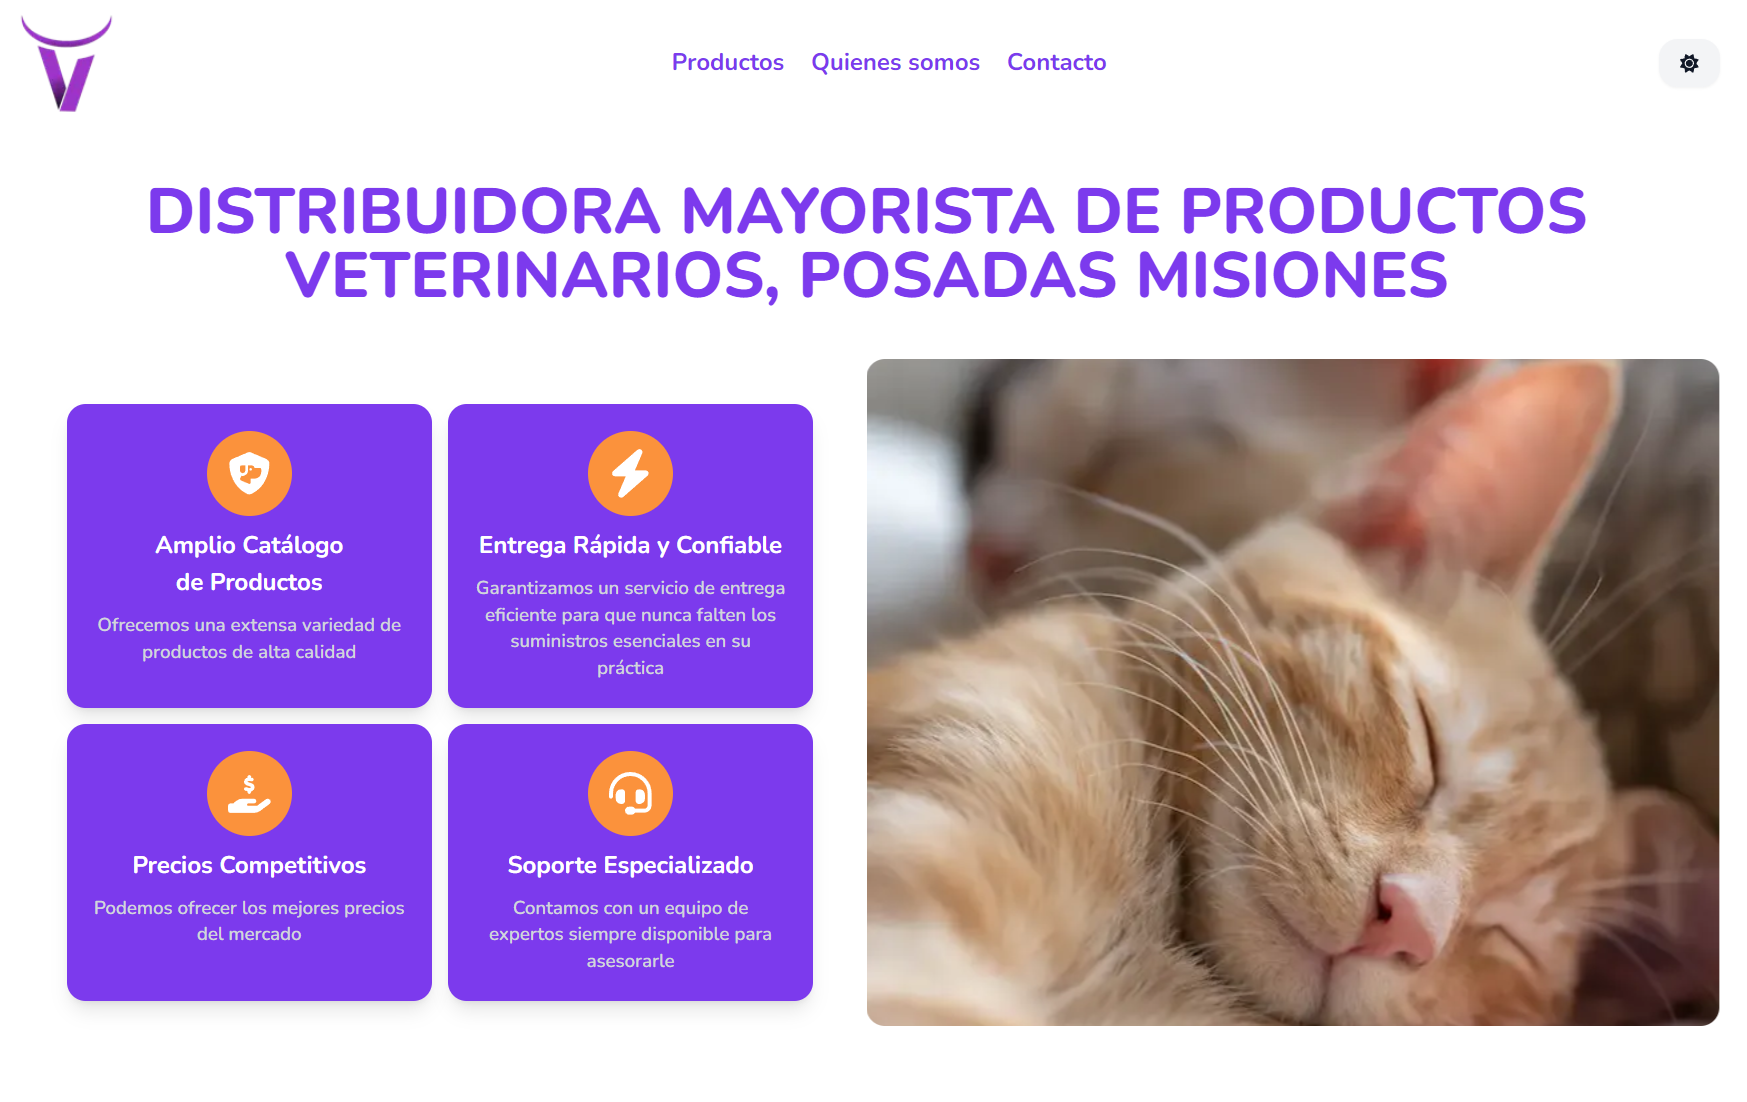 Productos Quienes somos Contacto
DISTRIBUIDORA MAYORISTA DE PRODUCTOS
VETERINARIOS, POSADAS MISIONES
Amplio Catálogo
de Productos
Ofrecemos una extensa variedad de
productos de alta calidad
Entrega Rápida y Confiable
Garantizamos un servicio de entrega
eficiente para que nunca falten los
suministros esenciales en su
práctica
Precios Competitivos
Podemos ofrecer los mejores precios
del mercado
Soporte Especializado
Contamos con un equipo de
expertos siempre disponible para
asesorarle